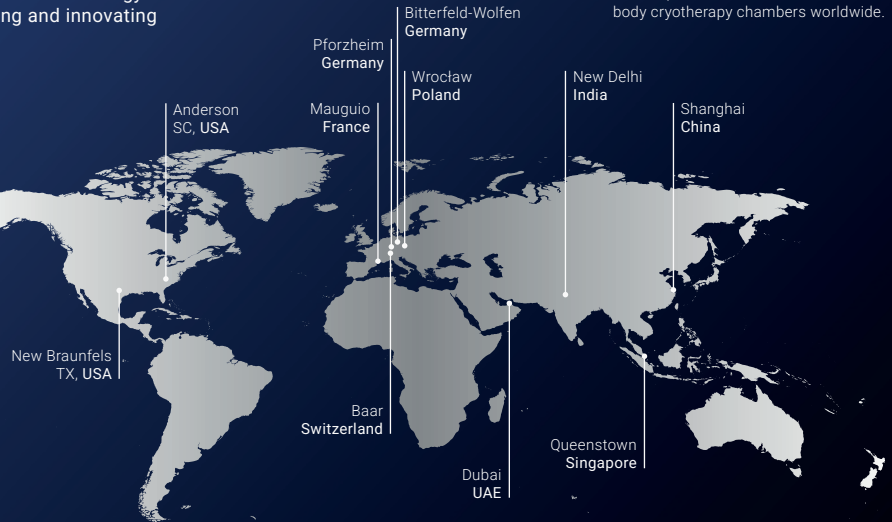 ng and innovating
body cryotherapy chambers worldwide.
Bitterfeld-Wolfen
Germany
Pforzheim
Germany
Wrocław
Poland
New Delhi
India
Anderson
SC, USA
Mauguio
France
Shanghai
China
New Braunfels
TX, USA
Baar
Switzerland
Queenstown
Singapore
Dubai
UAE